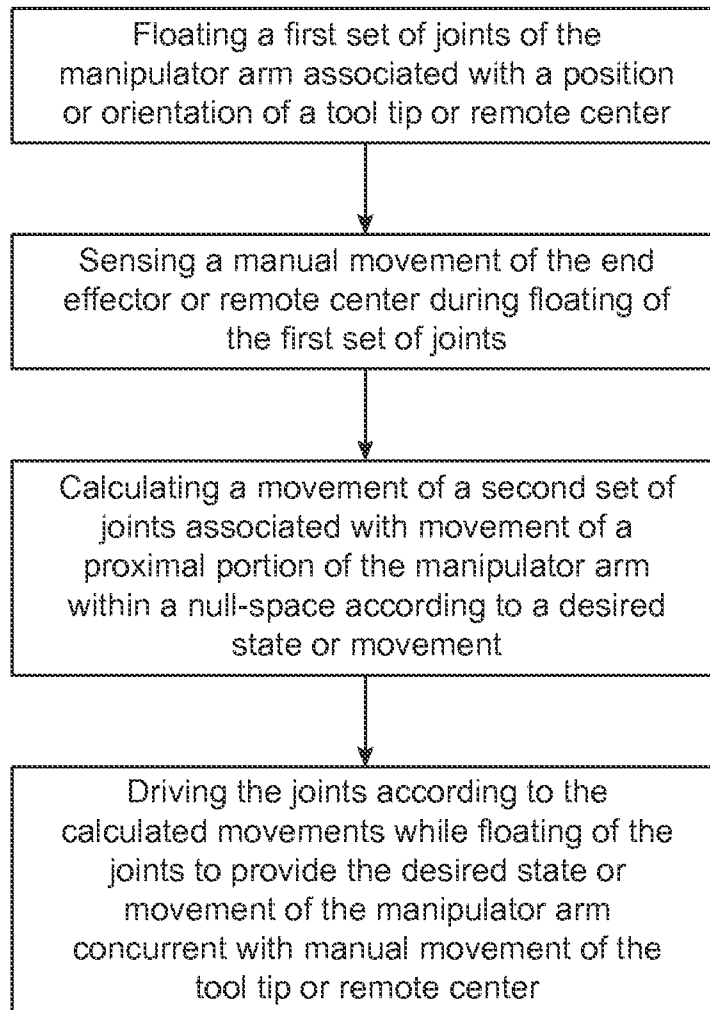 Floating a first set of joints of the
manipulator arm associated with a position
or orientation of a tool tip or remote center
Sensing a manual movement of the end
effector or remote center during floating of
the first set of joints
Calculating a movement of a second set of
joints associated with movement of a
proximal portion of the manipulator arm
within a null-space according to a desired
state or movement
Driving the joints according to the
calculated movements while floating of the
joints to provide the desired state or
movement of the manipulator arm
concurrent with manual movement of the
tool tip or remote center